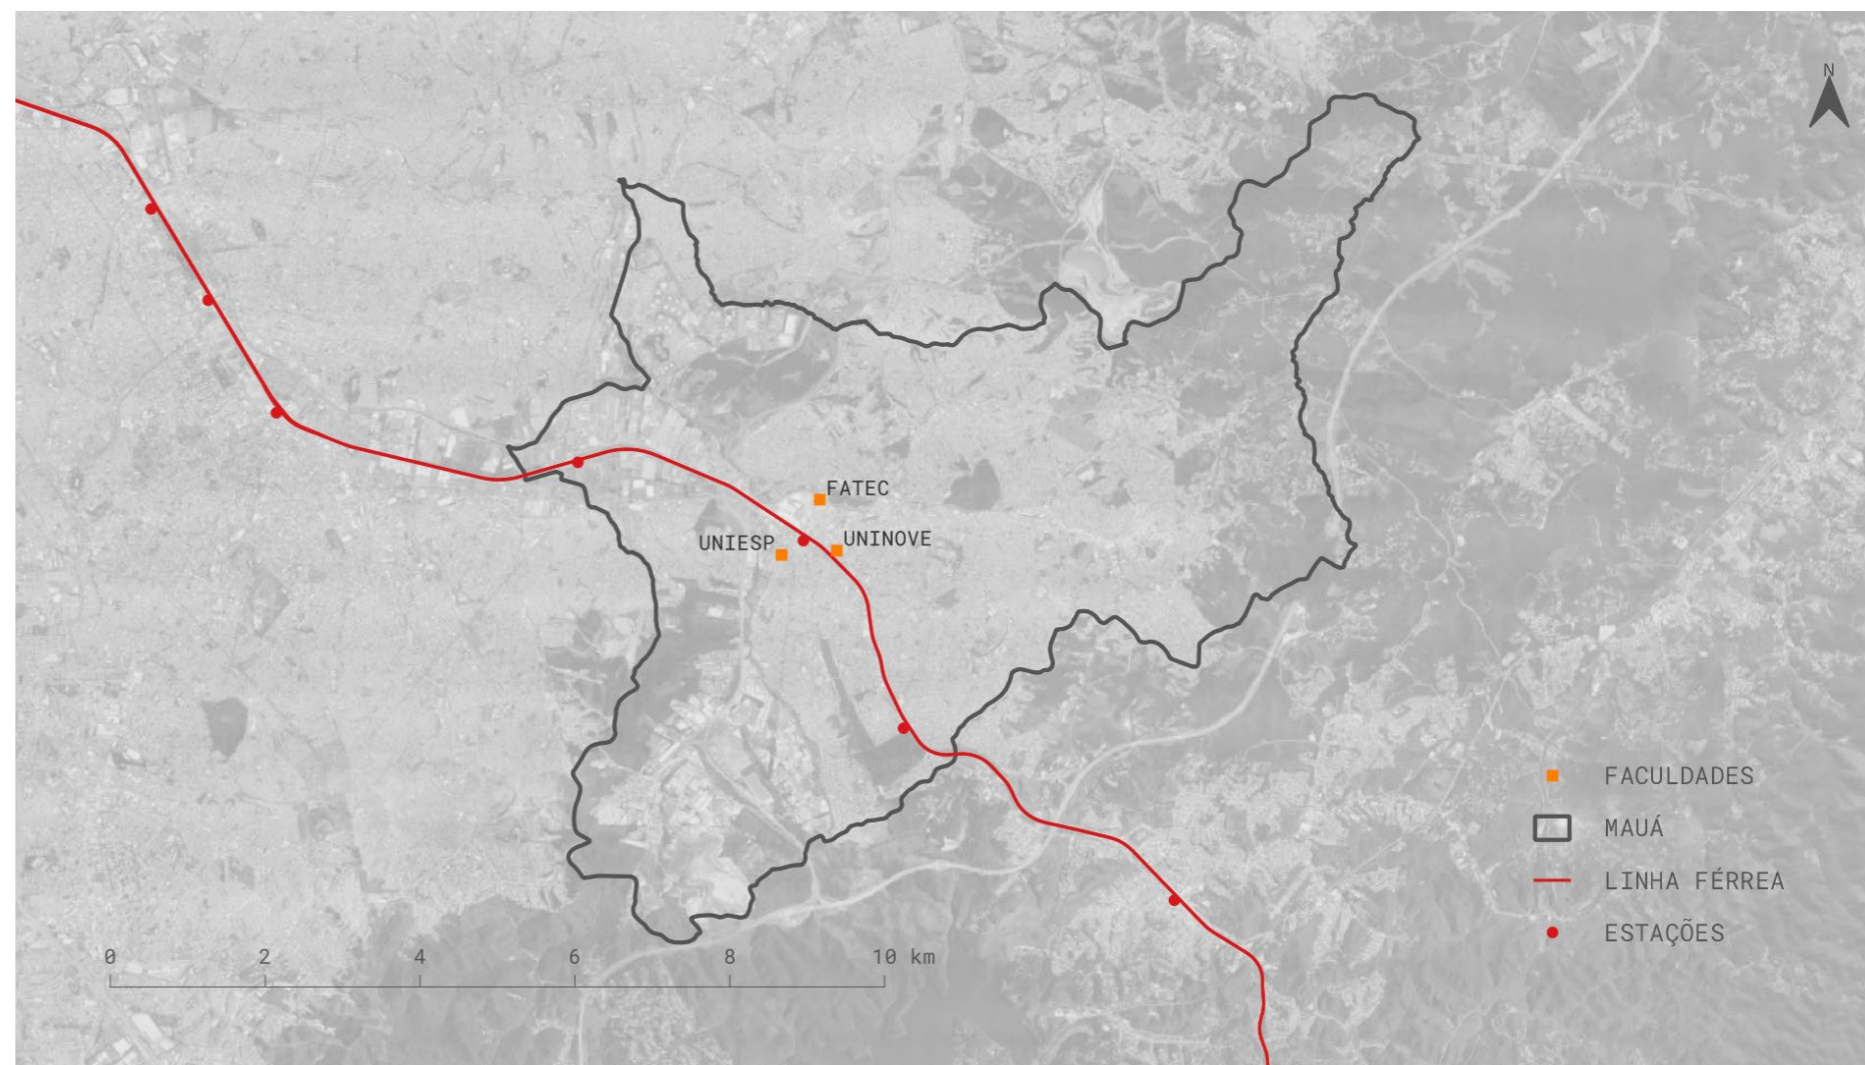 N
FATEC
UNIESP
UNINOVE
FACULDADES
MAUÁ
LINHA FÉRREA
ESTAÇÕES
0 2 4 6 8 10 km